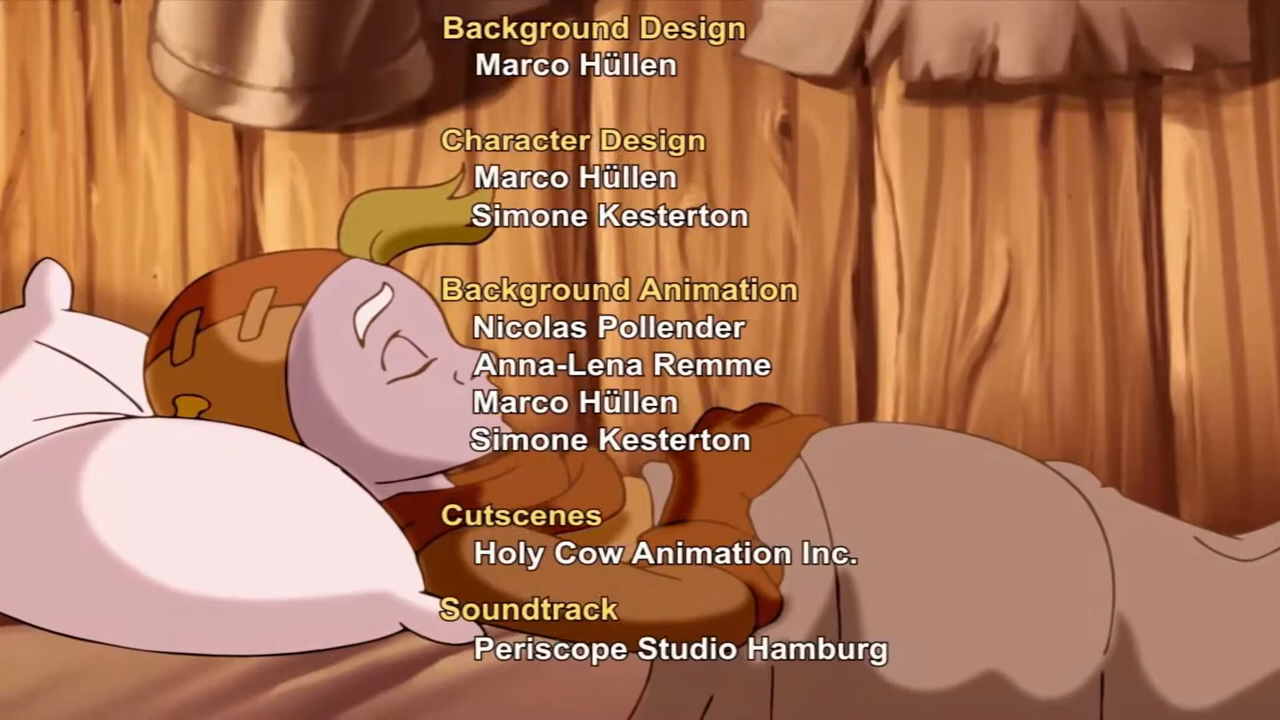 Background Design
Marco Hüllen
Character Design
Marco Hüllen
Simone Kesterton
Background Animation
Nicolas Pollender
Anna-Lena Remme
Marco Hüllen
Simone Kesterton
Cutscenes
Holy Cow Animation Inc.
Soundtrack
Periscope Studio Hamburg